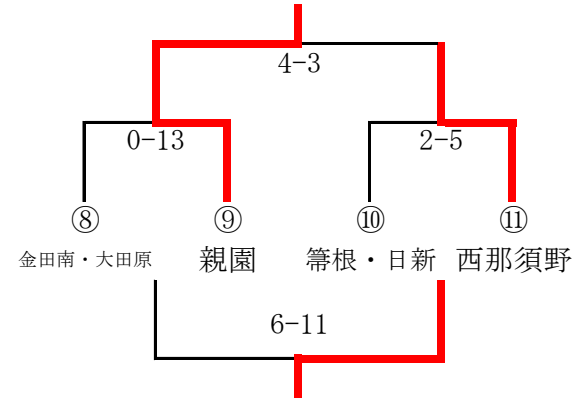 4-3
0-13 2-5
⑧ ⑨ ⑩ ⑪
金田南・大田原 親園 箒根・日新 西那須野
6-11